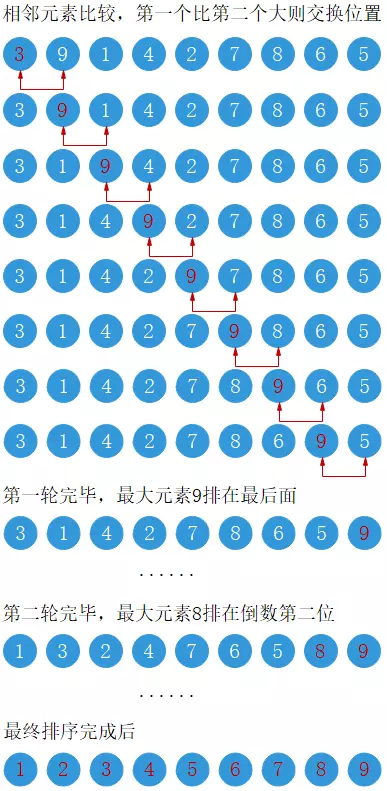 相邻元素比较，第一个比第二个大则交换位置
3 9 1 4 2 7 8 6 5
3 9 1 4 2 7 8 6 5
3 1 9 4 2 7 8 6 5
3 1 4 9 2 7 8 6 5
3 1 4 2 9 7 8 6 5
3 1 4 2 7 9 8 6 5
3 1 4 2 7 8 9 6 5
3 1 4 2 7 8 6 9 5
第一轮完毕，最大元素9排在最后面
3 1 4 2 7 8 6 5 9
······
第二轮完毕，最大元素8排在倒数第二位
1 3 2 4 7 6 5 8 9
······
最终排序完成后
1 2 3 4 5 6 7 8 9